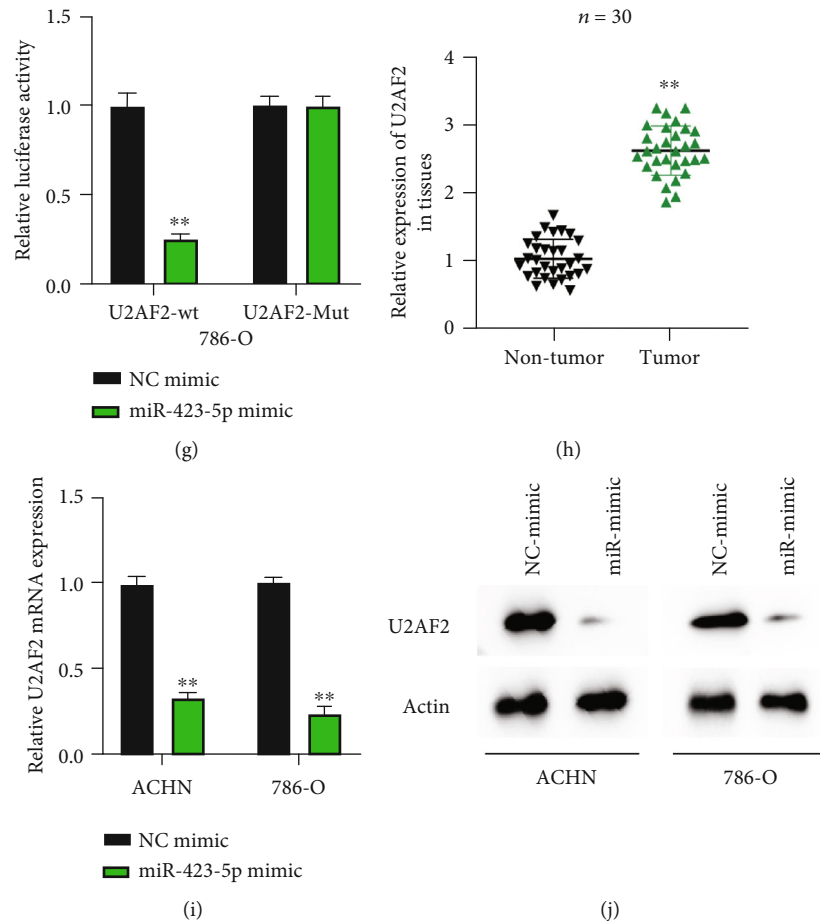 Relative luciferase activity
1.5
1.0
0.5
0.0
**
U2AF2-wt
U2AF2-Mut
786-O
NC mimic
miR-423-5p mimic
(g)
n = 30
Relative expression of U2AF2
in tissues
4
3
2
1
0
**
Non-tumor
Tumor
(h)
Relative U2AF2 mRNA expression
1.5
1.0
0.5
0.0
**
**
ACHN
786-O
NC mimic
miR-423-5p mimic
(i)
NC-mimic
miR-mimic
NC-mimic
miR-mimic
U2AF2
Actin
ACHN
786-O
(j)